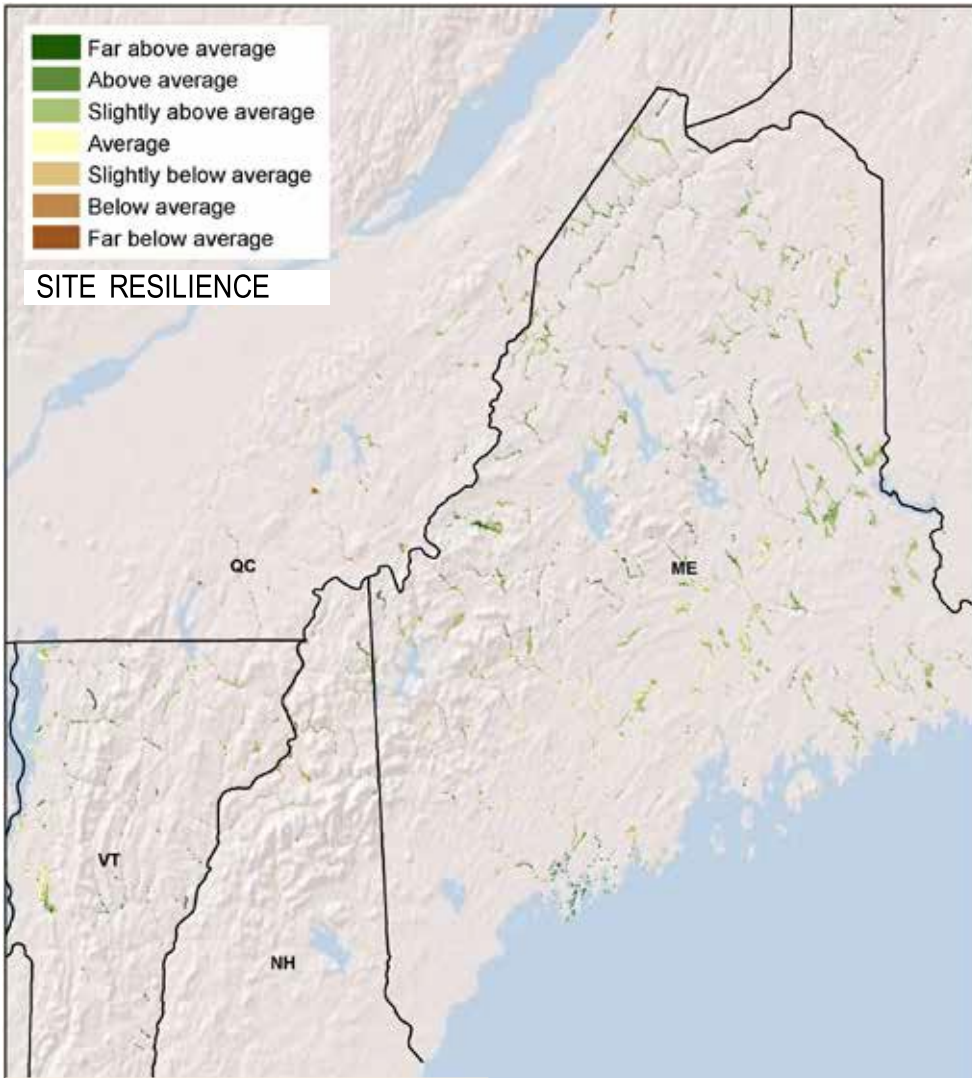 Far above average
Above average
Slightly above average
Average
Slightly below average
Below average
Far below average
SITE RESILIENCE
QC
ME
VT
NH